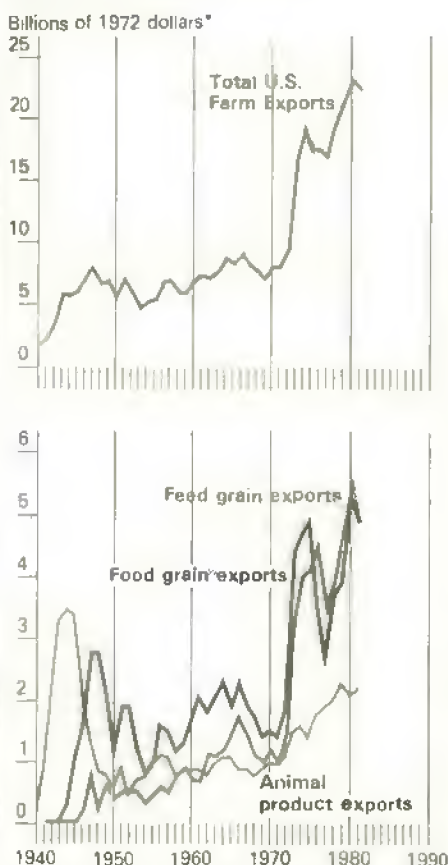 Billions of 1972 dollars*
25
Total U.S.
Farm Exports
20
15
10
5
0
6
Feed grain exports
5
Food grain exports
4
3
2
1
Animal
product exports
0
1940 1950 1960 1970 1980 1990